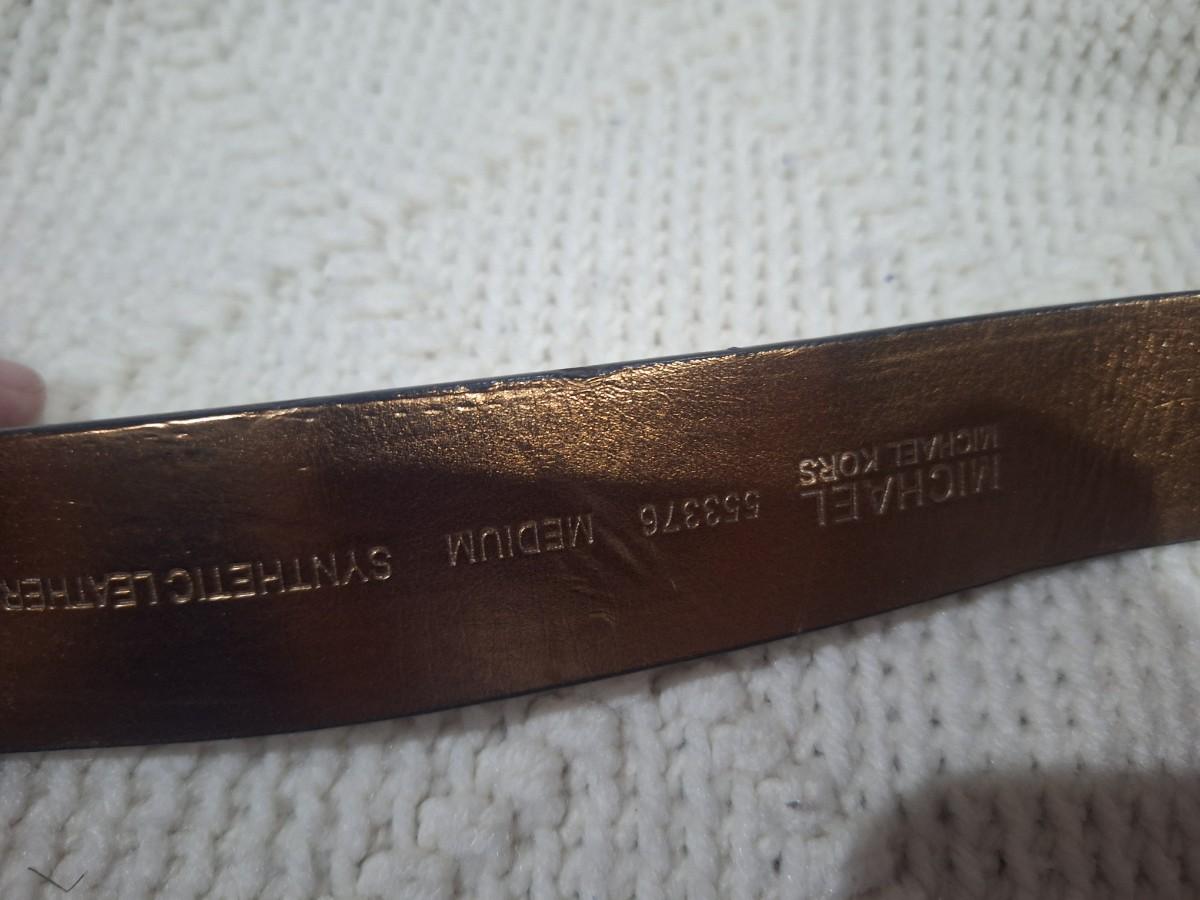 MICHAEL
MICHAEL KORS
553376 MEDIUM SYNTHETIC LEATHER